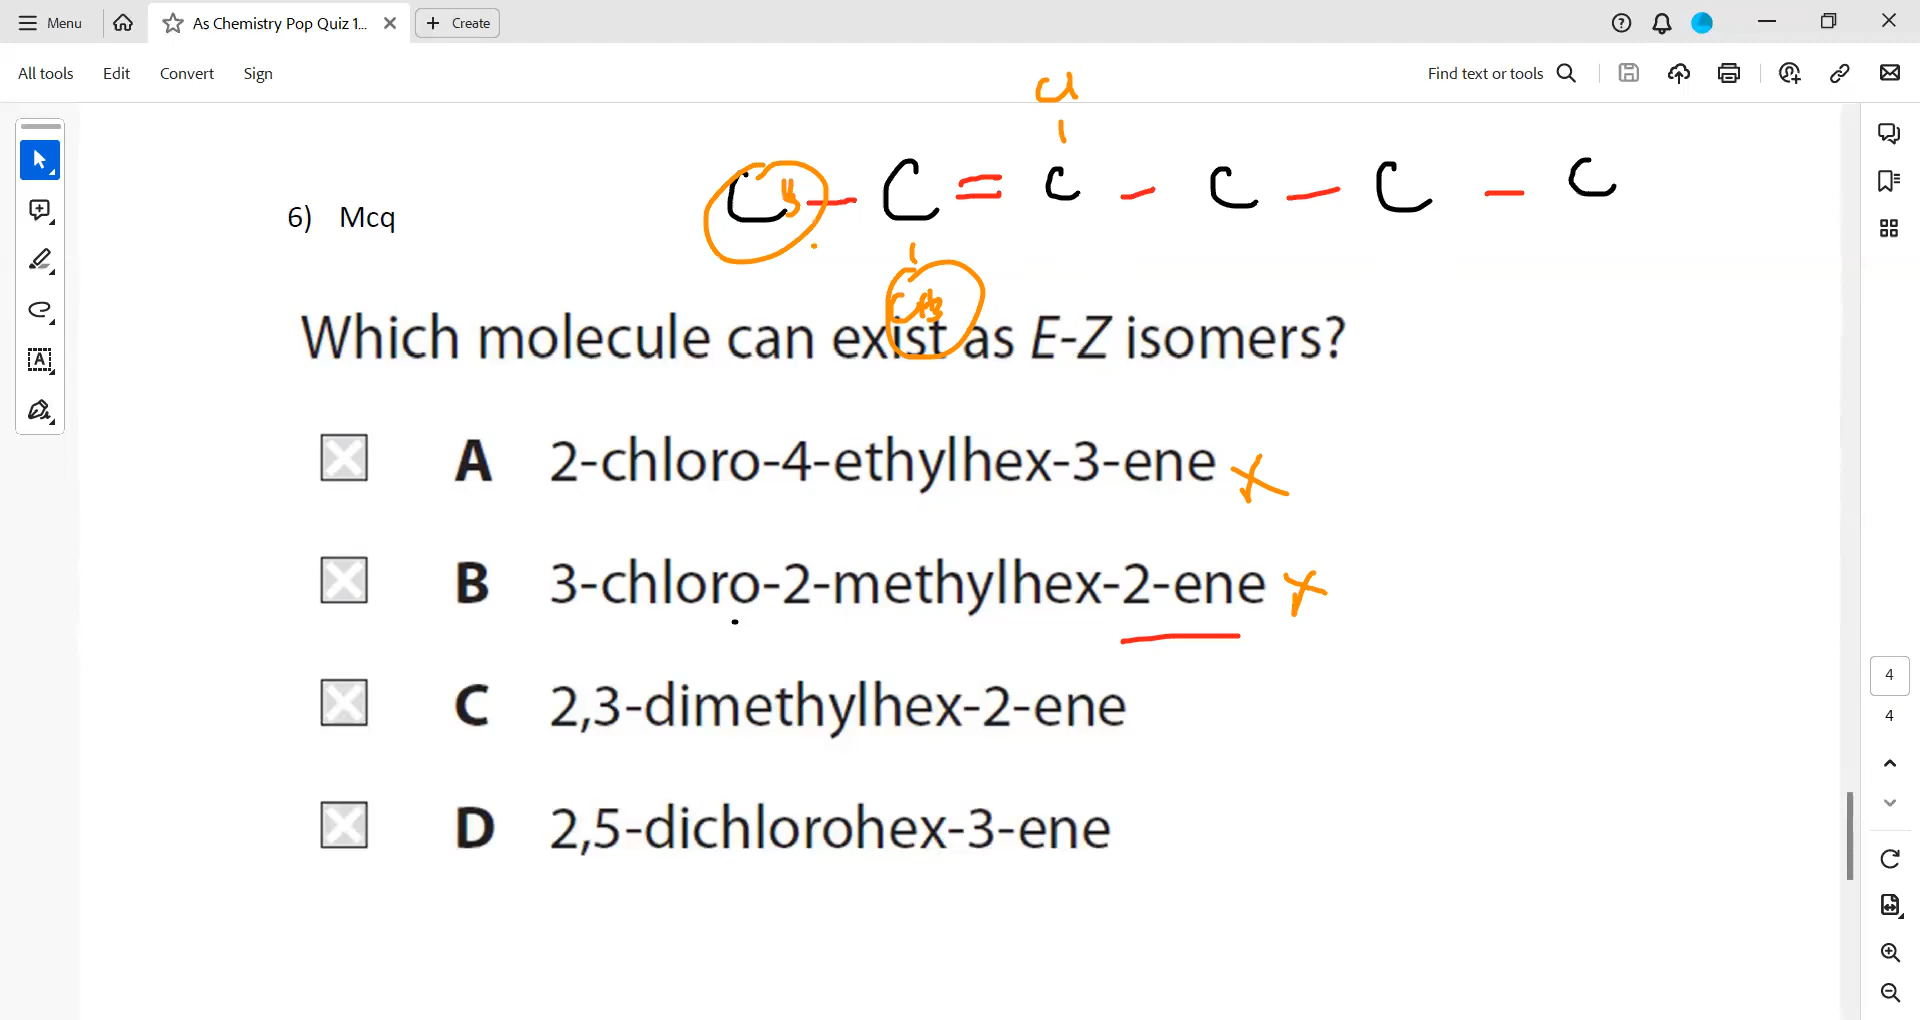 Menu
As Chemistry Pop Quiz 1...
Create
All tools
Edit
Convert
Sign
Find text or tools
Cl
C - C = C - C - C - C
CH3
6) Mcq
Which molecule can exist as E-Z isomers?
A 2-chloro-4-ethylhex-3-ene
B 3-chloro-2-methylhex-2-ene
C 2,3-dimethylhex-2-ene
D 2,5-dichlorohex-3-ene
4
4